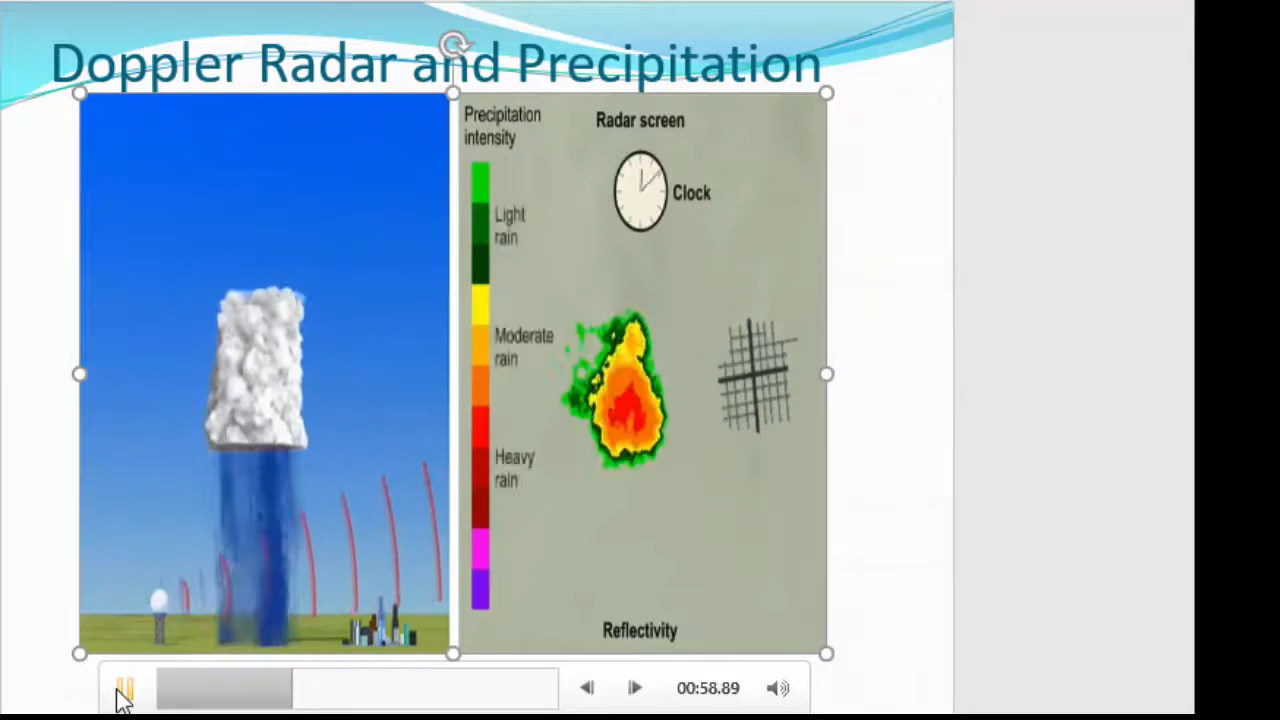 Doppler Radar and Precipitation
Precipitation
intensity
Radar screen
Clock
Light
rain
Moderate
rain
Heavy
rain
Reflectivity
00:58.89